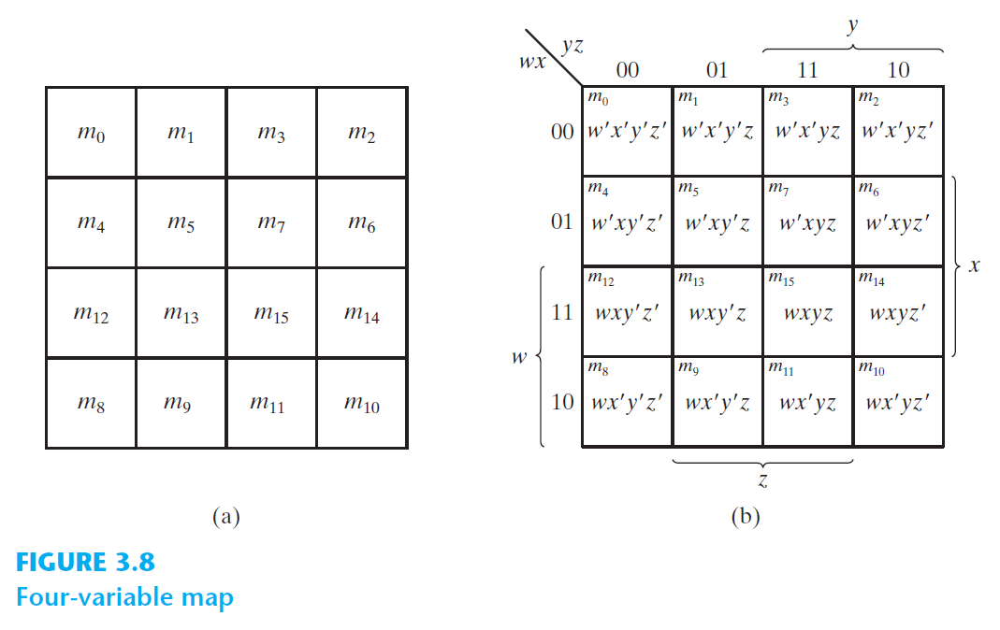 y
yz
wx
00 01 11 10
m0 m1 m3 m2
m4 m5 m7 m6
m12 m13 m15 m14
m8 m9 m11 m10
m0 m1 m3 m2
00 w'x'y'z' w'x'y'z w'x'yz w'x'yz'
m4 m5 m7 m6
01 w'xy'z' w'xy'z w'xyz w'xyz'
x
m12 m13 m15 m14
11 wxy'z' wxy'z wxyz wxyz'
w
m8 m9 m11 m10
10 wx'y'z' wx'y'z wx'yz wx'yz'
z
(a)
(b)
FIGURE 3.8
Four-variable map